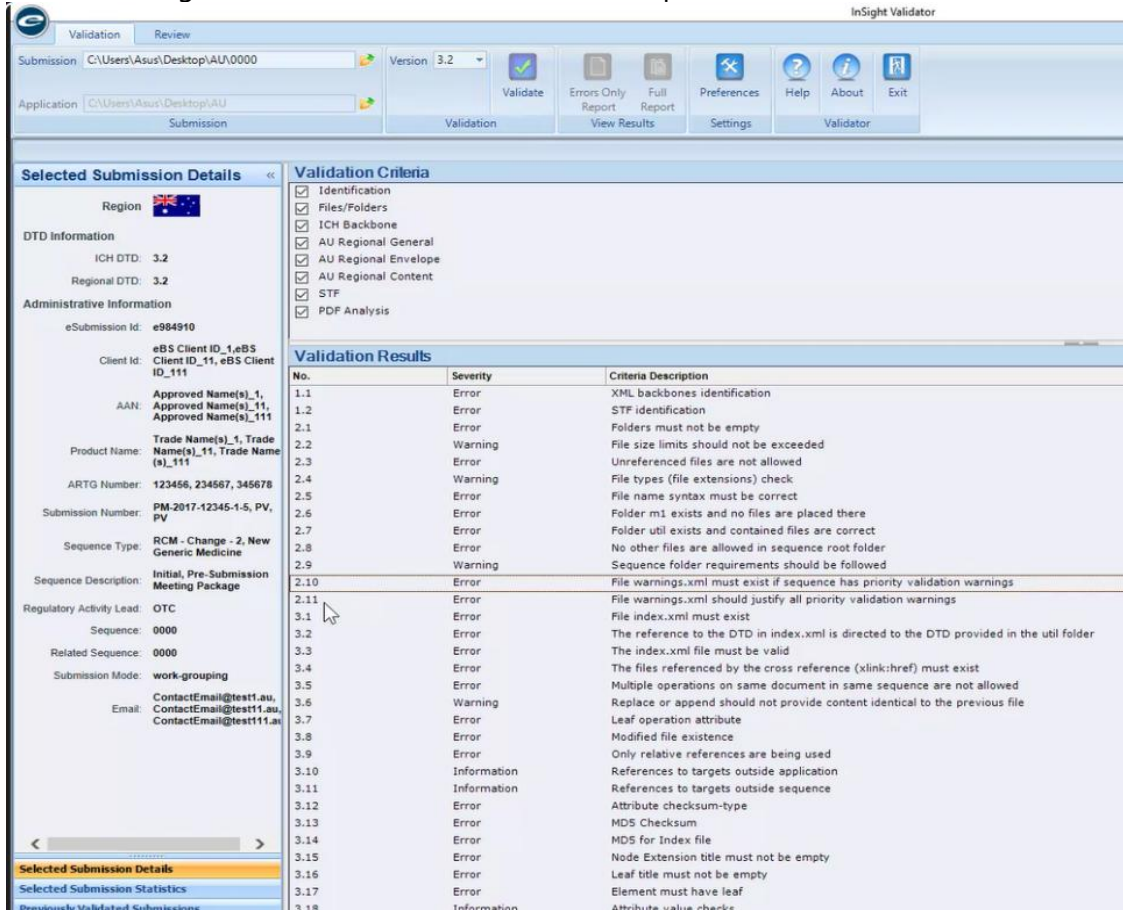 InSight Validator
Validation Review
Submission C:\Users\Asus\Desktop\AU\0000
Version 3.2
Validate
Errors Only Report
Full Report
Preferences
Help
About
Exit
Application C:\Users\Asus\Desktop\AU
Submission
Validation
View Results
Settings
Validator
Selected Submission Details «
Region
DTD Information
ICH DTD: 3.2
Regional DTD: 3.2
Administrative Information
eSubmission Id: e984910
Client Id: eBS Client ID_1,eBS
Client ID_11, eBS Client
ID_111
AAN: Approved Name(s)_1,
Approved Name(s)_11,
Approved Name(s)_111
Product Name: Trade Name(s)_1, Trade
Name(s)_11, Trade Name
(s)_111
ARTG Number: 123456, 234567, 345678
Submission Number: PM-2017-12345-1-5, PV,
PV
Sequence Type: RCM - Change - 2, New
Generic Medicine
Sequence Description: Initial, Pre-Submission
Meeting Package
Regulatory Activity Lead: OTC
Sequence: 0000
Related Sequence: 0000
Submission Mode: work-grouping
Email: ContactEmail@test1.au,
ContactEmail@test11.au,
ContactEmail@test111.au
Selected Submission Details
Selected Submission Statistics
Previously Validated Submissions
Validation Criteria
Identification
Files/Folders
ICH Backbone
AU Regional General
AU Regional Envelope
AU Regional Content
STF
PDF Analysis
Validation Results
No. Severity Criteria Description
1.1 Error XML backbones identification
1.2 Error STF identification
2.1 Error Folders must not be empty
2.2 Warning File size limits should not be exceeded
2.3 Error Unreferenced files are not allowed
2.4 Warning File types (file extensions) check
2.5 Error File name syntax must be correct
2.6 Error Folder m1 exists and no files are placed there
2.7 Error Folder util exists and contained files are correct
2.8 Error No other files are allowed in sequence root folder
2.9 Warning Sequence folder requirements should be followed
2.10 Error File warnings.xml must exist if sequence has priority validation warnings
2.11 Error File warnings.xml should justify all priority validation warnings
3.1 Error File index.xml must exist
3.2 Error The reference to the DTD in index.xml is directed to the DTD provided in the util folder
3.3 Error The index.xml file must be valid
3.4 Error The files referenced by the cross reference (xlink:href) must exist
3.5 Error Multiple operations on same document in same sequence are not allowed
3.6 Warning Replace or append should not provide content identical to the previous file
3.7 Error Leaf operation attribute
3.8 Error Modified file existence
3.9 Error Only relative references are being used
3.10 Information References to targets outside application
3.11 Information References to targets outside sequence
3.12 Error Attribute checksum-type
3.13 Error MD5 Checksum
3.14 Error MD5 for Index file
3.15 Error Node Extension title must not be empty
3.16 Error Leaf title must not be empty
3.17 Error Element must have leaf
3.18 Information Attribute value checks